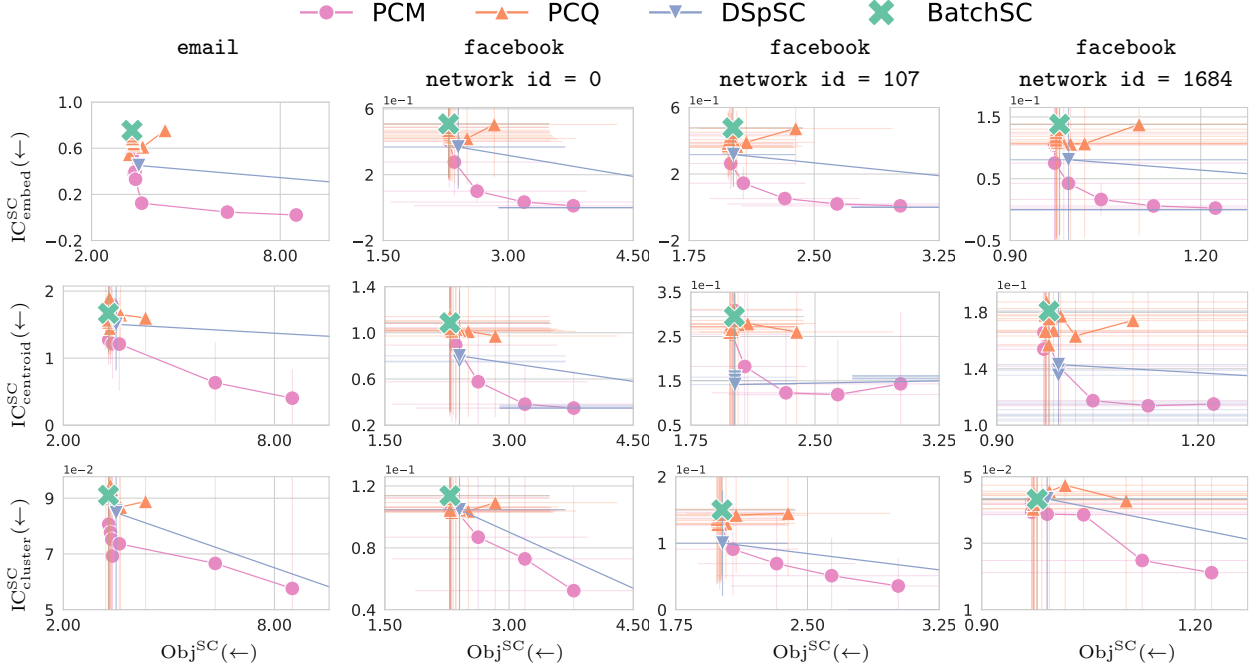 PCM PCQ DSpSC BatchSC
email facebook facebook facebook
network id = 0 network id = 107 network id = 1684
1e−1 1e−1 1e−1
IC^SC_embed(←)
1.0 0.6 0.2 −0.2
2.00 8.00
6 2 −2
1.50 3.00 4.50
6 2 −2
1.75 2.50 3.25
1.5 0.5 −0.5
0.90 1.20
1e−1 1e−1
IC^SC_centroid(←)
2 1 0
2.00 8.00
1.4 1.0 0.6 0.2
1.50 3.00 4.50
3.5 2.5 1.5 0.5
1.75 2.50 3.25
1.8 1.4 1.0
0.90 1.20
1e−2 1e−1 1e−1 1e−2
IC^SC_cluster(←)
9 7 5
2.00 8.00
1.2 0.8 0.4
1.50 3.00 4.50
2 1 0
1.75 2.50 3.25
5 3 1
0.90 1.20
Obj^SC(←) Obj^SC(←) Obj^SC(←) Obj^SC(←)